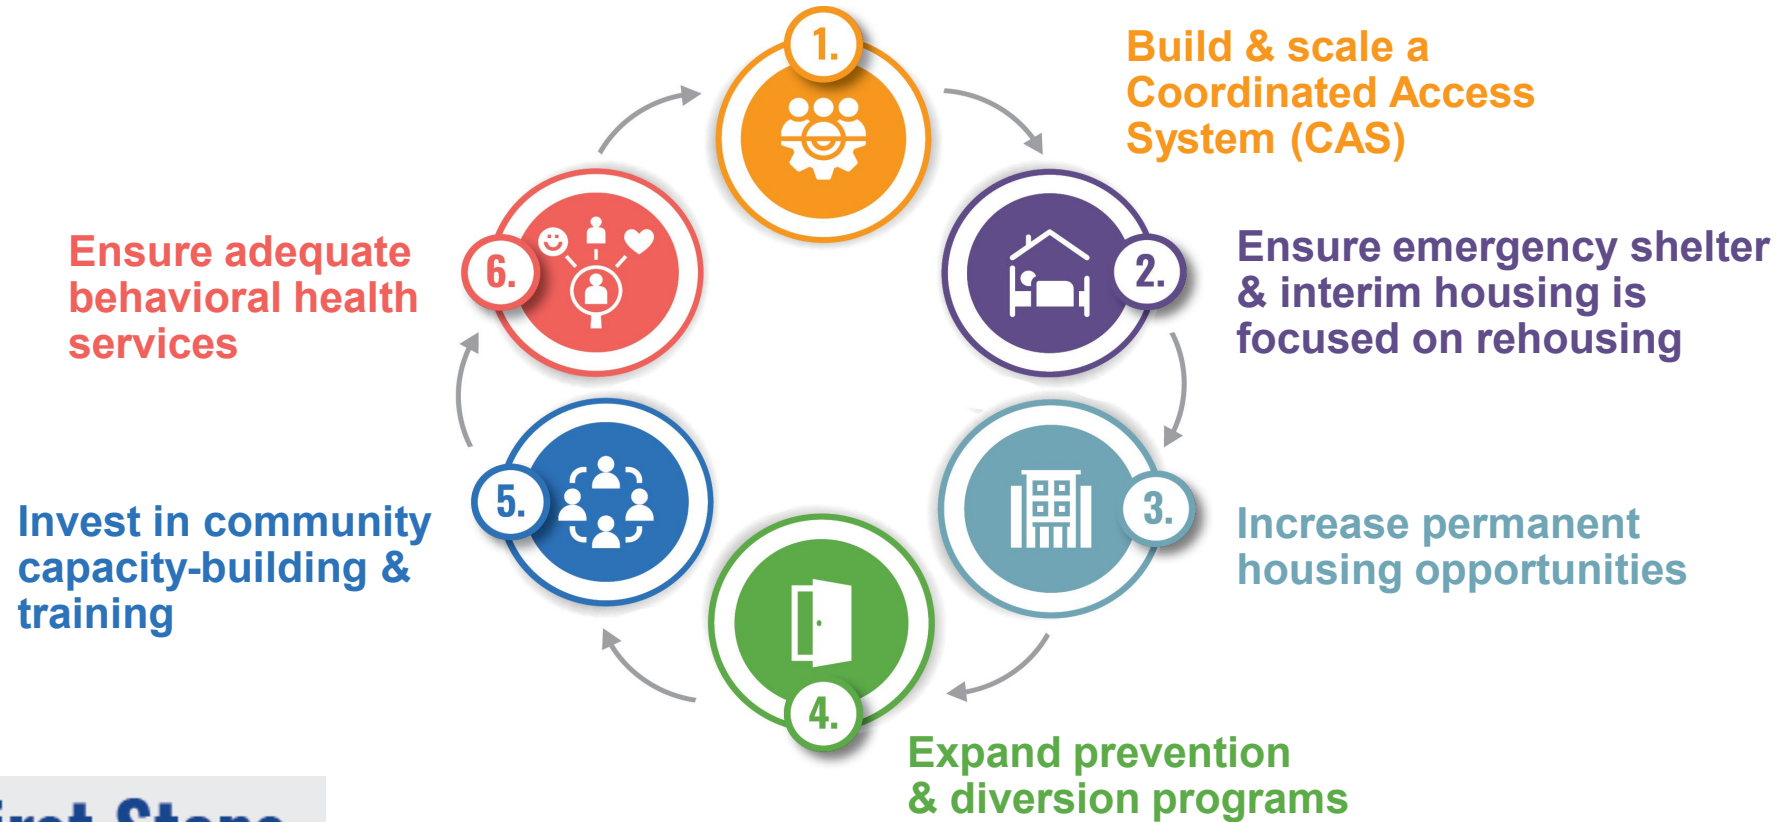 1.
Build & scale a
Coordinated Access
System (CAS)
2.
Ensure emergency shelter
& interim housing is
focused on rehousing
3.
Increase permanent
housing opportunities
4.
Expand prevention
& diversion programs
5.
Invest in community
capacity-building &
training
6.
Ensure adequate
behavioral health
services